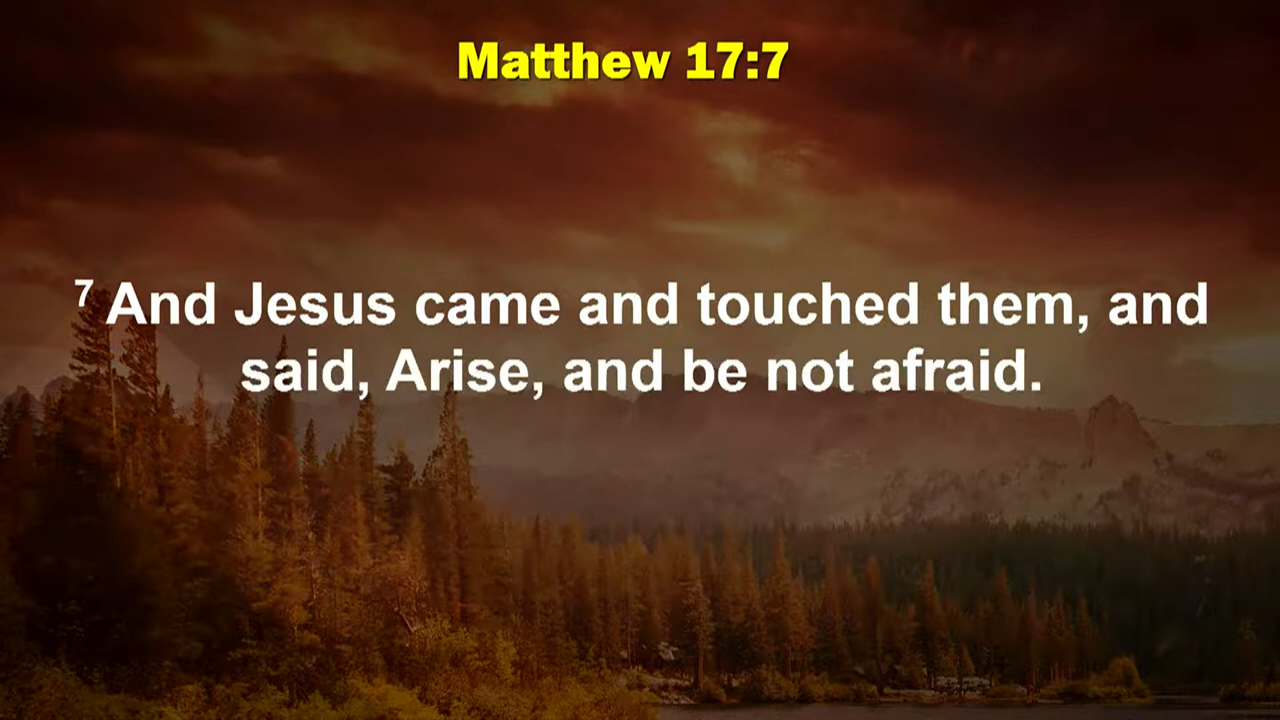 Matthew 17:7
7 And Jesus came and touched them, and
said, Arise, and be not afraid.